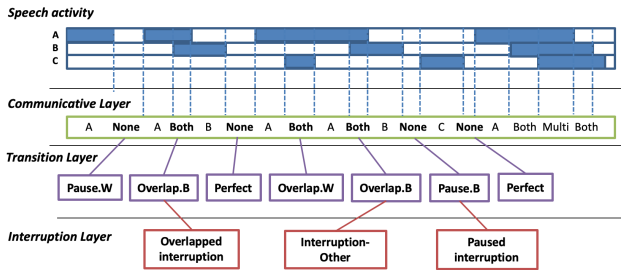 Speech activity
A
B
C
Communicative Layer
A None A Both B None A Both A Both B None C None A Both Multi Both
Transition Layer
Pause.W Overlap.B Perfect Overlap.W Overlap.B Pause.B Perfect
Interruption Layer
Overlapped interruption
Interruption-Other
Paused interruption